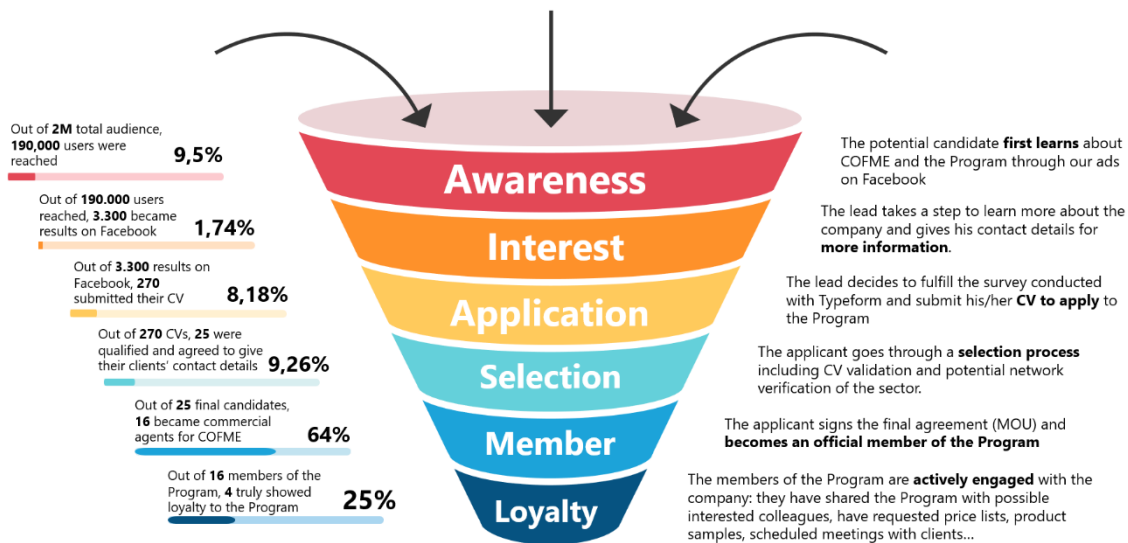 Out of 2M total audience,
190,000 users were
reached
9,5%
Awareness
The potential candidate first learns about
COFME and the Program through our ads
on Facebook
Out of 190.000 users
reached, 3.300 became
results on Facebook
1,74%
Interest
The lead takes a step to learn more about the
company and gives his contact details for
more information.
Out of 3.300 results on
Facebook, 270
submitted their CV
8,18%
Application
The lead decides to fulfill the survey conducted
with Typeform and submit his/her CV to apply to
the Program
Out of 270 CVs, 25 were
qualified and agreed to give
their clients' contact details
9,26%
Selection
The applicant goes through a selection process
including CV validation and potential network
verification of the sector.
Out of 25 final candidates,
16 became commercial
agents for COFME
64%
Member
The applicant signs the final agreement (MOU) and
becomes an official member of the Program
Out of 16 members of the
Program, 4 truly showed
loyalty to the Program
25%
Loyalty
The members of the Program are actively engaged with the
company: they have shared the Program with possible
interested colleagues, have requested price lists, product
samples, scheduled meetings with clients...